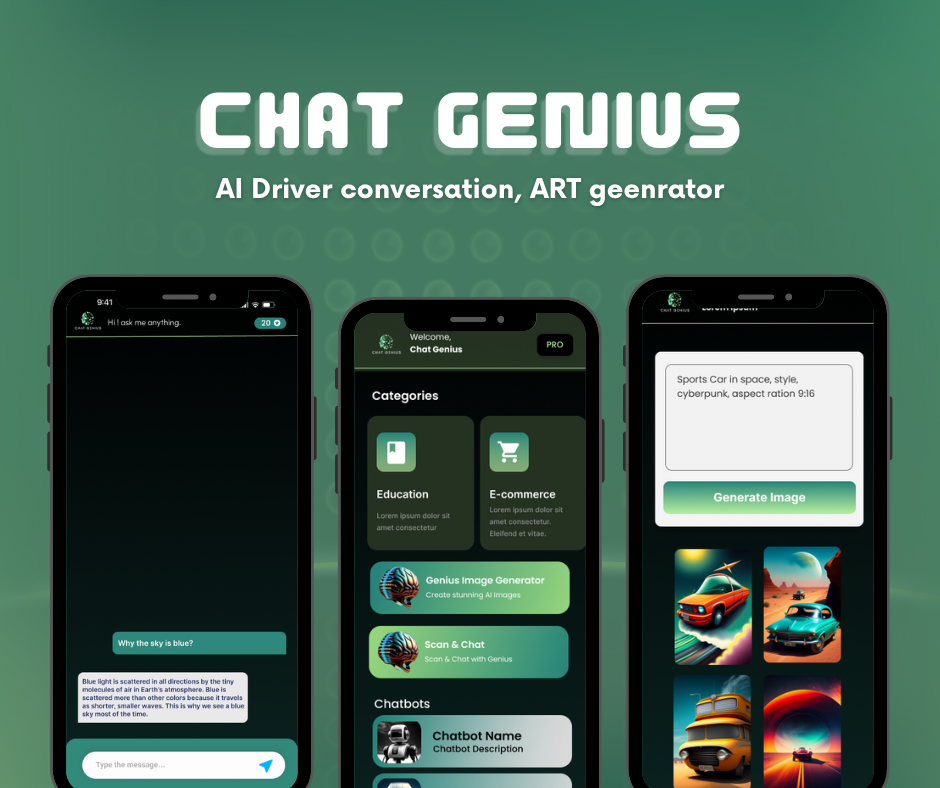 CHAT GENIUS
AI Driver conversation, ART geenrator
9:41
CHAT GENIUS
Hi ! ask me anything.
20
Why the sky is blue?
Blue light is scattered in all directions by the tiny
molecules of air in Earth's atmosphere. Blue is
scattered more than other colors because it travels
as shorter, smaller waves. This is why we see a blue
sky most of the time.
Type the message...
CHAT GENIUS
Welcome,
Chat Genius
PRO
Categories
Education
Lorem ipsum dolor sit
amet consectetur
E-commerce
Lorem ipsum dolor sit
amet consectetur.
Eleifend et vitae.
Genius Image Generator
Create stunning AI Images
Scan & Chat
Scan & Chat with Genius
Chatbots
Chatbot Name
Chatbot Description
CHAT GENIUS
Lorem ipsum
Sports Car in space, style,
cyberpunk, aspect ration 9:16
Generate Image